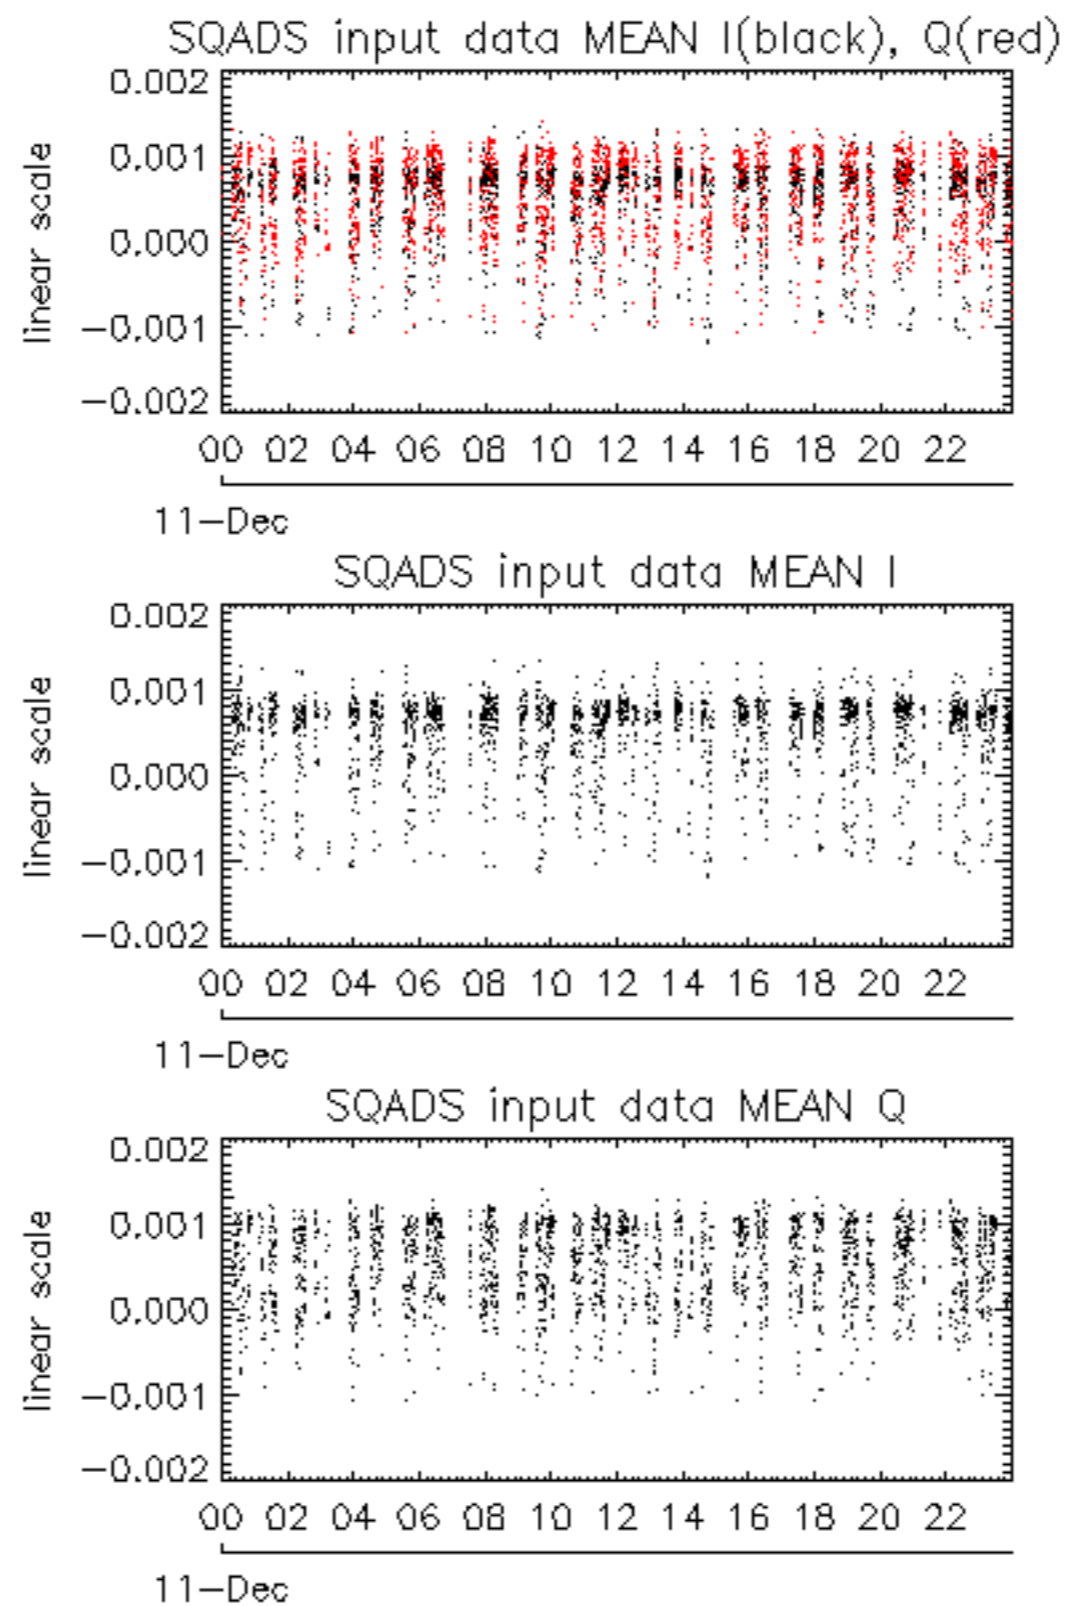 SQADS input data MEAN I(black), Q(red)
0.002
0.001
0.000
−0.001
−0.002
linear scale
00 02 04 06 08 10 12 14 16 18 20 22
11−Dec
SQADS input data MEAN I
0.002
0.001
0.000
−0.001
−0.002
linear scale
00 02 04 06 08 10 12 14 16 18 20 22
11−Dec
SQADS input data MEAN Q
0.002
0.001
0.000
−0.001
−0.002
linear scale
00 02 04 06 08 10 12 14 16 18 20 22
11−Dec